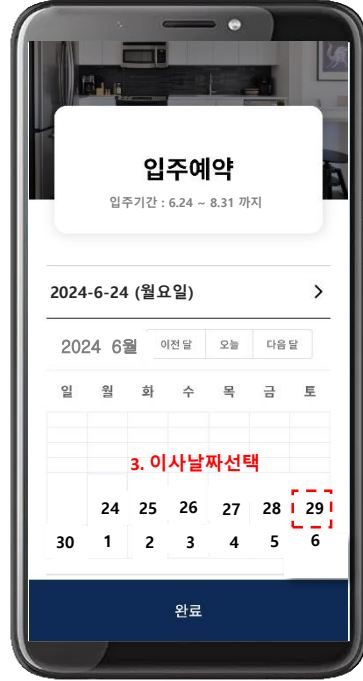 입주예약
입주기간 : 6.24 ~ 8.31 까지
2024-6-24 (월요일)
2024 6월 이전 달 오늘 다음 달
일 월 화 수 목 금 토
3. 이사날짜선택
24 25 26 27 28 29
30 1 2 3 4 5 6
완료